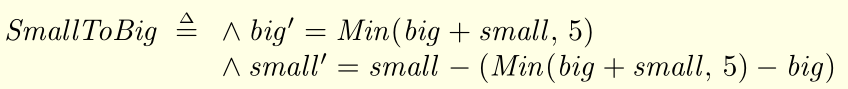 SmallToBig ≜ ∧ big′ = Min(big + small, 5)
∧ small′ = small − (Min(big + small, 5) − big)